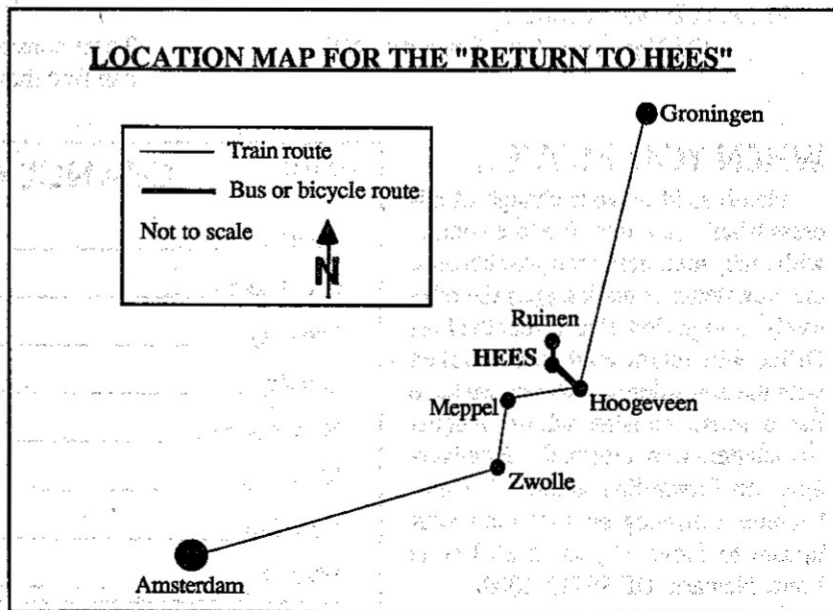 LOCATION MAP FOR THE "RETURN TO HEES"
Groningen
Train route
Bus or bicycle route
Not to scale
N
Ruinen
HEES
Meppel
Hoogeveen
Zwolle
Amsterdam